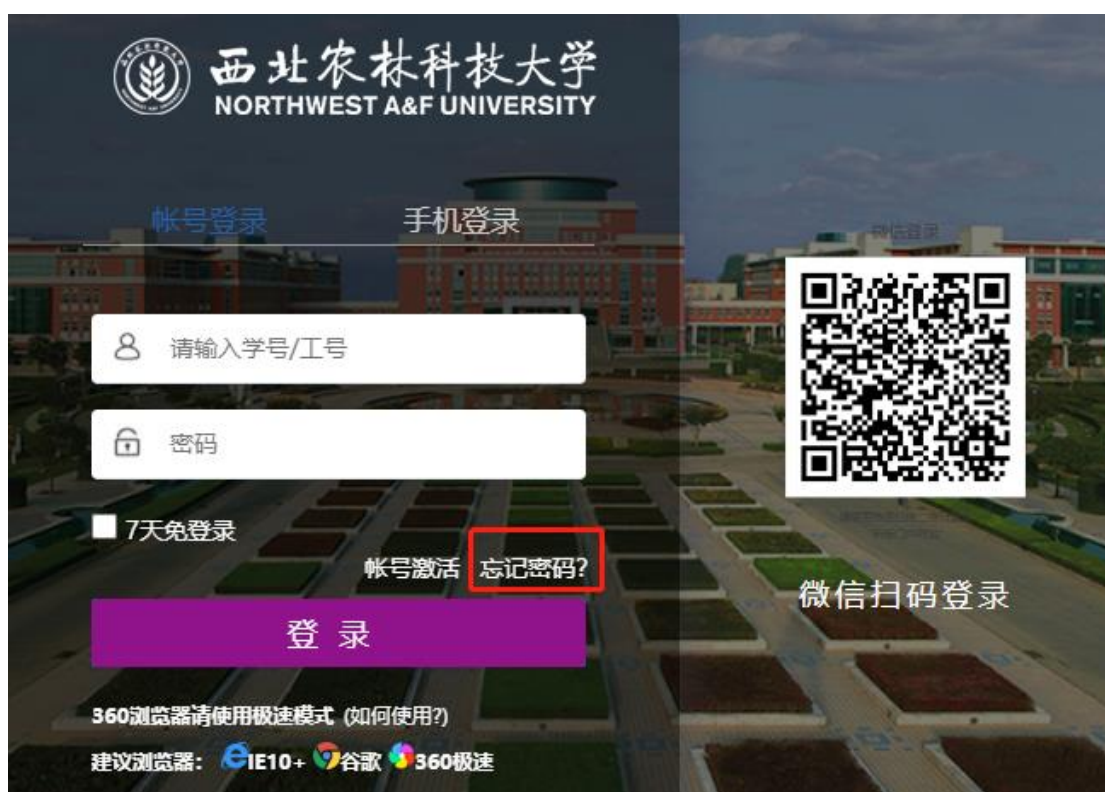 西北农林科技大学
NORTHWEST A&F UNIVERSITY
帐号登录 手机登录
请输入学号/工号
密码
7天免登录
帐号激活 忘记密码?
登 录
360浏览器请使用极速模式 (如何使用?)
建议浏览器: IE10+ 谷歌 360极速
微信登录
微信扫码登录